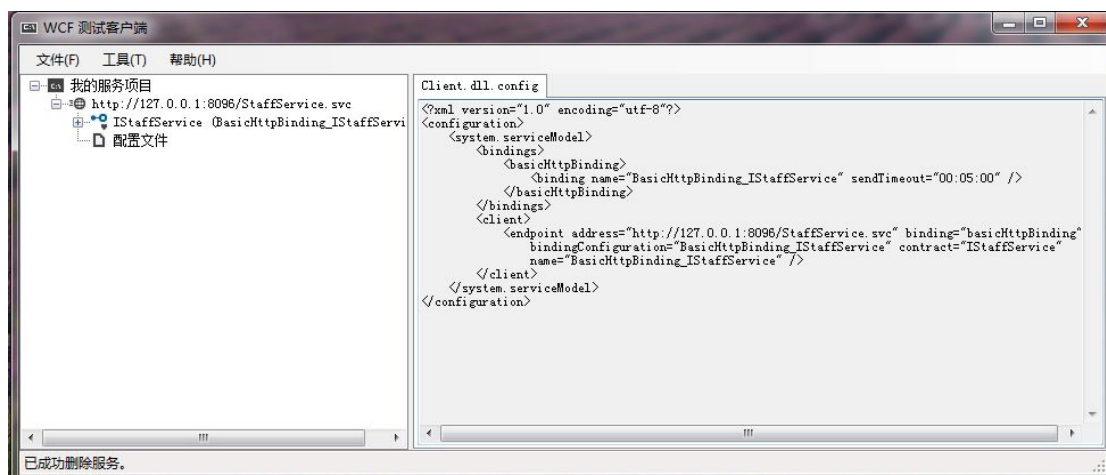 WCF 测试客户端
文件(F) 工具(T) 帮助(H)
我的服务项目
http://127.0.0.1:8096/StaffService.svc
IStaffService (BasicHttpBinding_IStaffServi
配置文件
Client.dll.config
<?xml version="1.0" encoding="utf-8"?>
<configuration>
<system.serviceModel>
<bindings>
<basicHttpBinding>
<binding name="BasicHttpBinding_IStaffService" sendTimeout="00:05:00" />
</basicHttpBinding>
</bindings>
<client>
<endpoint address="http://127.0.0.1:8096/StaffService.svc" binding="basicHttpBinding"
bindingConfiguration="BasicHttpBinding_IStaffService" contract="IStaffService"
name="BasicHttpBinding_IStaffService" />
</client>
</system.serviceModel>
</configuration>
已成功删除服务。